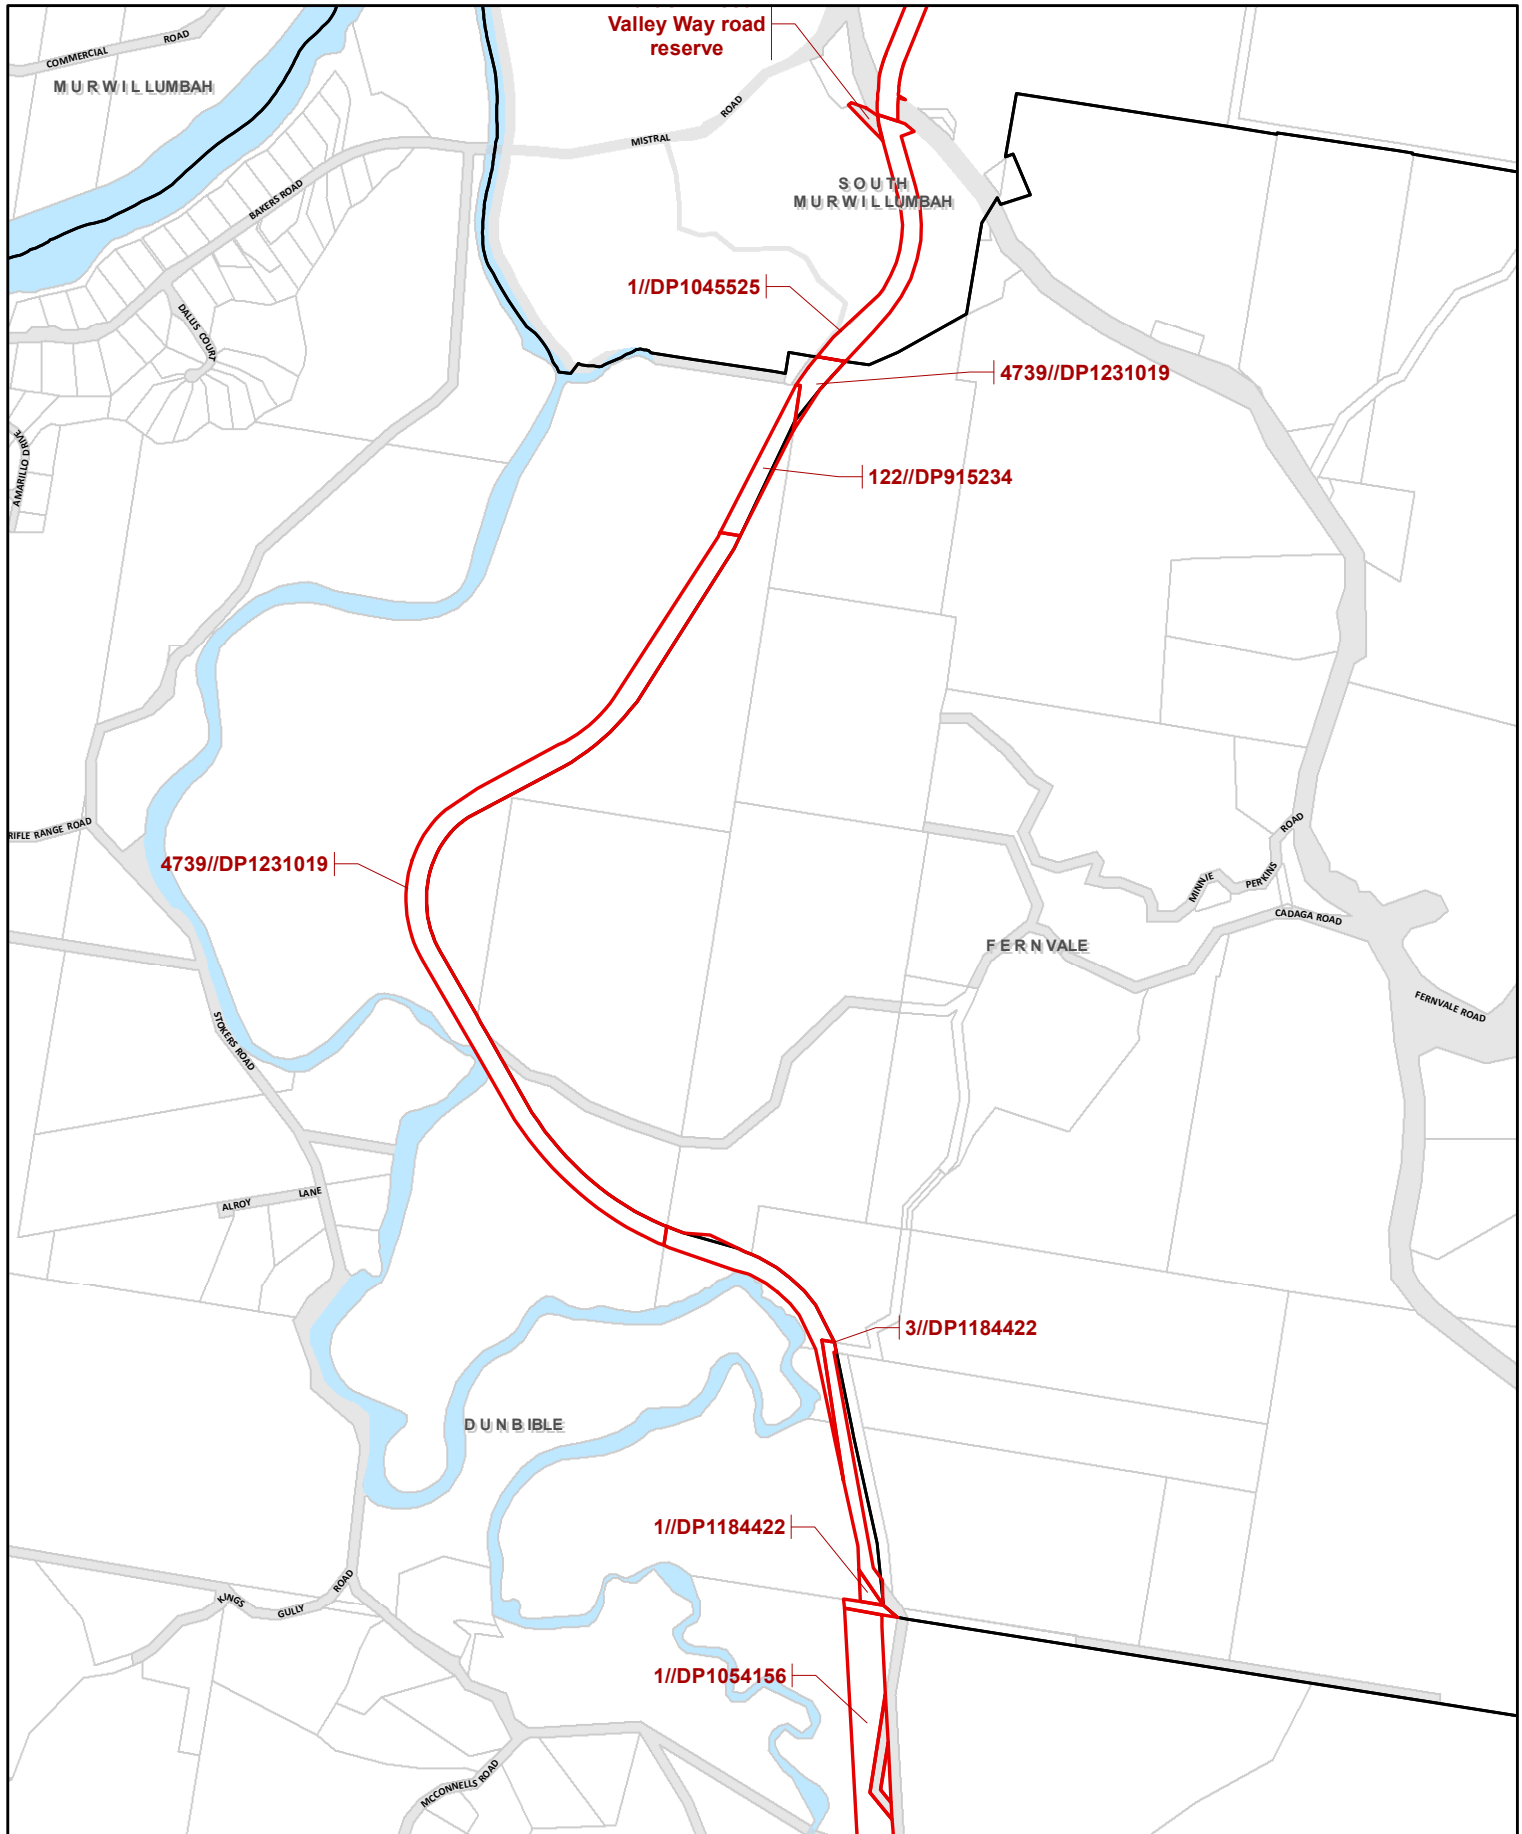 Valley Way road
reserve
COMMERCIAL ROAD
MURWILLUMBAH
MISTRAL ROAD
BAKERS ROAD
SOUTH
MURWILLUMBAH
1//DP1045525
DALUS COURT
4739//DP1231019
AMARILLO DRIVE
122//DP915234
RIFLE RANGE ROAD
4739//DP1231019
MINNIE PERKINS ROAD
CADAGA ROAD
FERNVALE
FERNVALE ROAD
STOKERS ROAD
ALROY LANE
3//DP1184422
DUNBIBLE
1//DP1184422
KINGS GULLY ROAD
1//DP1054156
MCCONNELLS ROAD